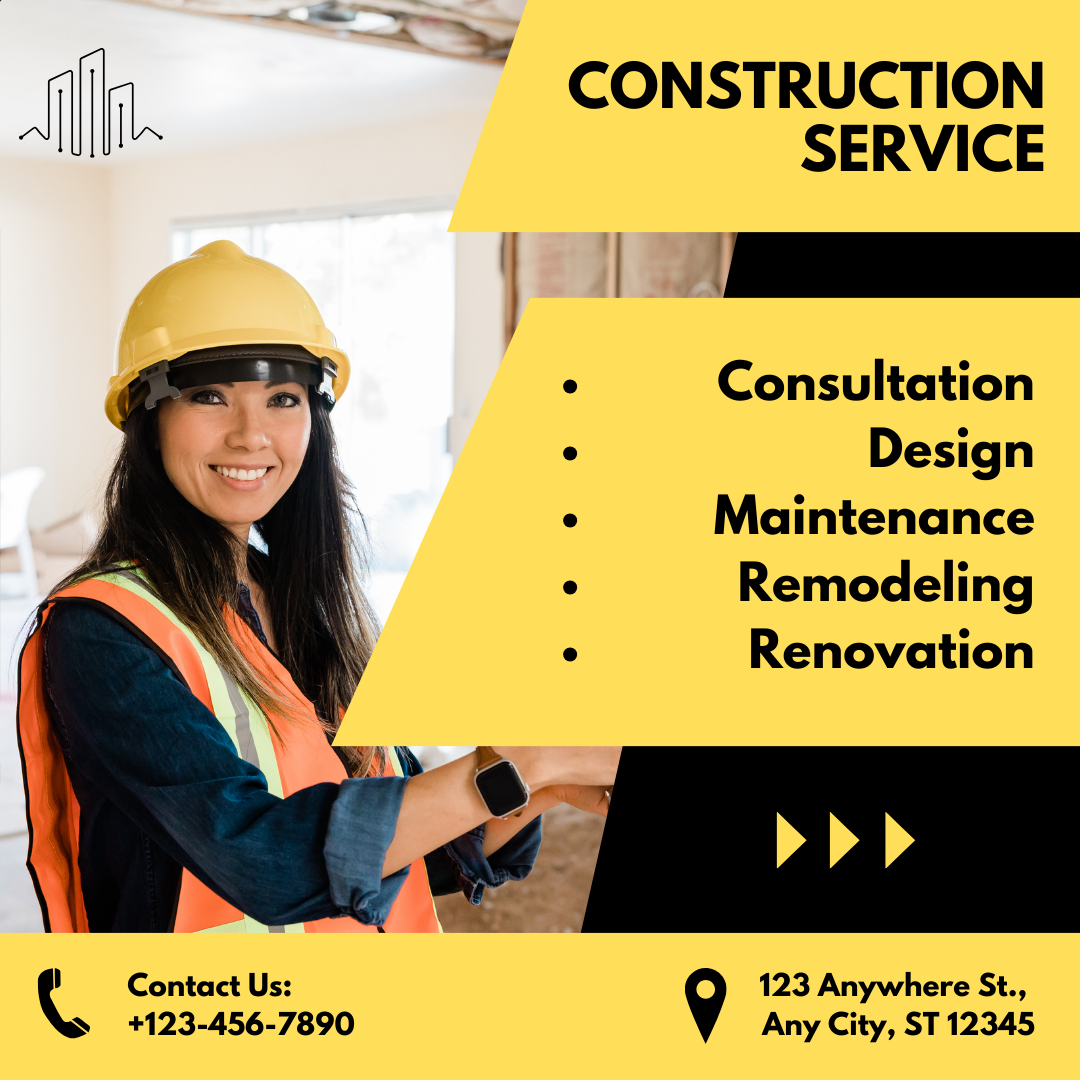 CONSTRUCTION
SERVICE
• Consultation
• Design
• Maintenance
• Remodeling
• Renovation
Contact Us:
+123-456-7890
123 Anywhere St.,
Any City, ST 12345